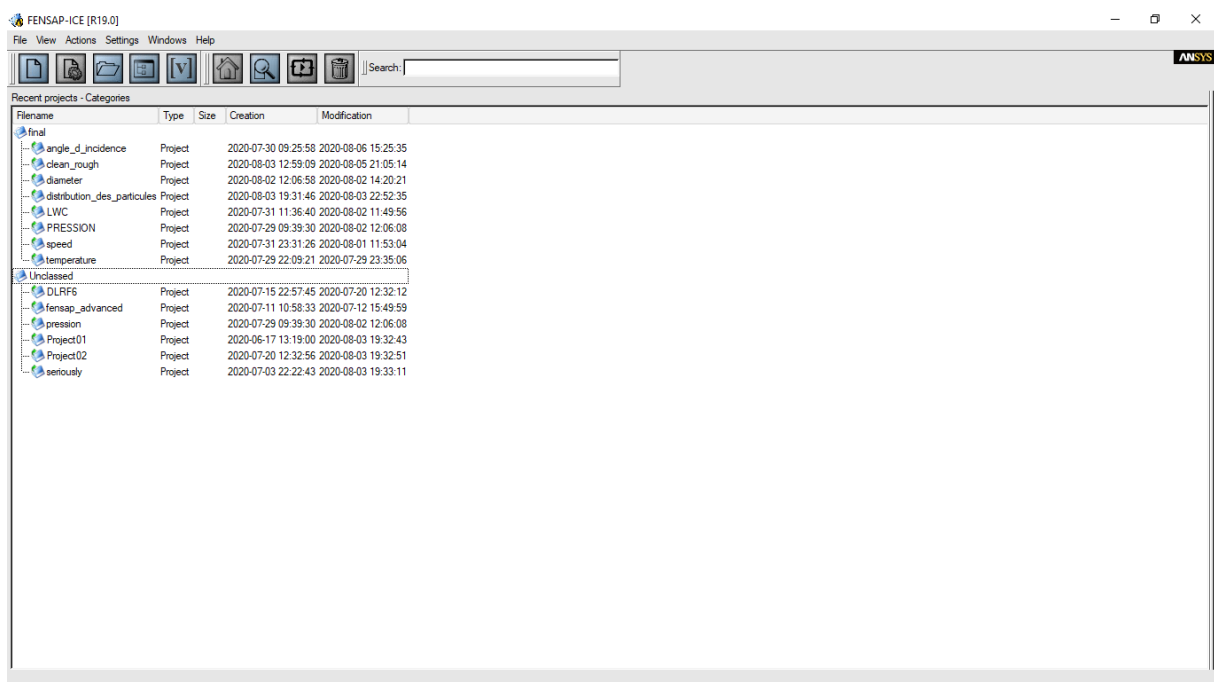 FENSAP-ICE [R19.0]
File View Actions Settings Windows Help
[V] Search:
ANSYS
Recent projects - Categories
Filename Type Size Creation Modification
final
angle_d_incidence Project 2020-07-30 09:25:58 2020-08-06 15:25:35
clean_rough Project 2020-08-03 12:59:09 2020-08-05 21:05:14
diameter Project 2020-08-02 12:06:58 2020-08-02 14:20:21
distribution_des_particules Project 2020-08-03 19:31:46 2020-08-03 22:52:35
LWC Project 2020-07-31 11:36:40 2020-08-02 11:49:56
PRESSION Project 2020-07-29 09:39:30 2020-08-02 12:06:08
speed Project 2020-07-31 23:31:26 2020-08-01 11:53:04
temperature Project 2020-07-29 22:09:21 2020-07-29 23:35:06
Unclassed
DLRF6 Project 2020-07-15 22:57:45 2020-07-20 12:32:12
fensap_advanced Project 2020-07-11 10:58:33 2020-07-12 15:49:59
pression Project 2020-07-29 09:39:30 2020-08-02 12:06:08
Project01 Project 2020-06-17 13:19:00 2020-08-03 19:32:43
Project02 Project 2020-07-20 12:32:56 2020-08-03 19:32:51
seriously Project 2020-07-03 22:22:43 2020-08-03 19:33:11